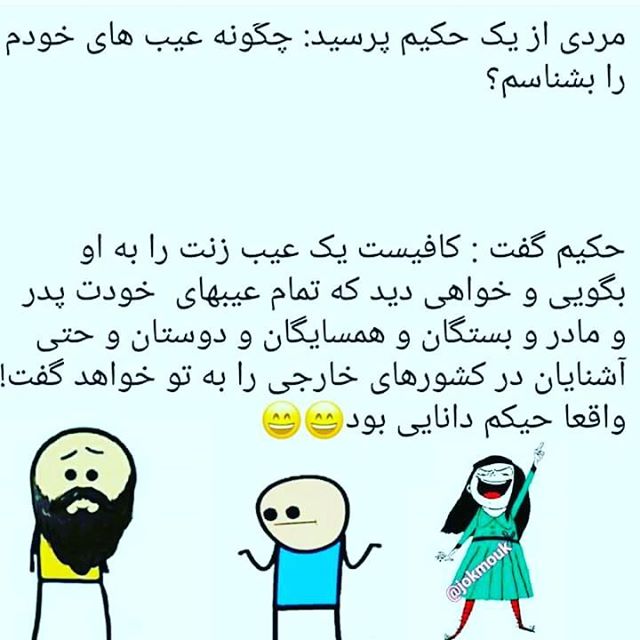 مردی از یک حکیم پرسید: چگونه عیب های خودم
را بشناسم؟
حکیم گفت : کافیست یک عیب زنت را به او
بگویی و خواهی دید که تمام عیبهای خودت پدر
و مادر و بستگان و همسایگان و دوستان و حتی
آشنایان در کشورهای خارجی را به تو خواهد گفت!
واقعا حیکم دانایی بود😄😄
@jokmouk